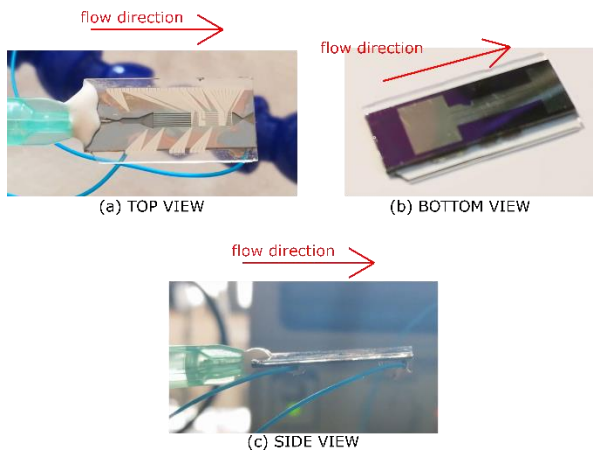 flow direction
flow direction
(a) TOP VIEW
(b) BOTTOM VIEW
flow direction
(c) SIDE VIEW